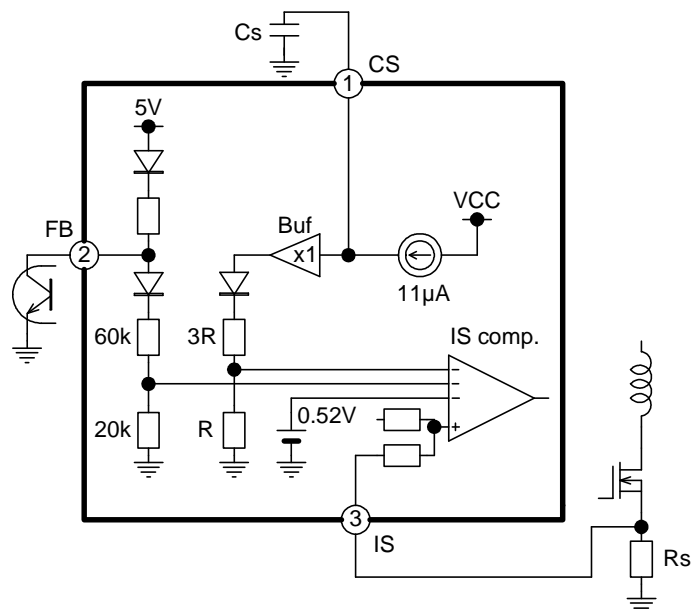 Cs
CS
1
5V
VCC
FB
Buf
2
x1
11µA
60k
3R
IS comp.
−
−
−
0.52V
20k
R
+
3
IS
Rs